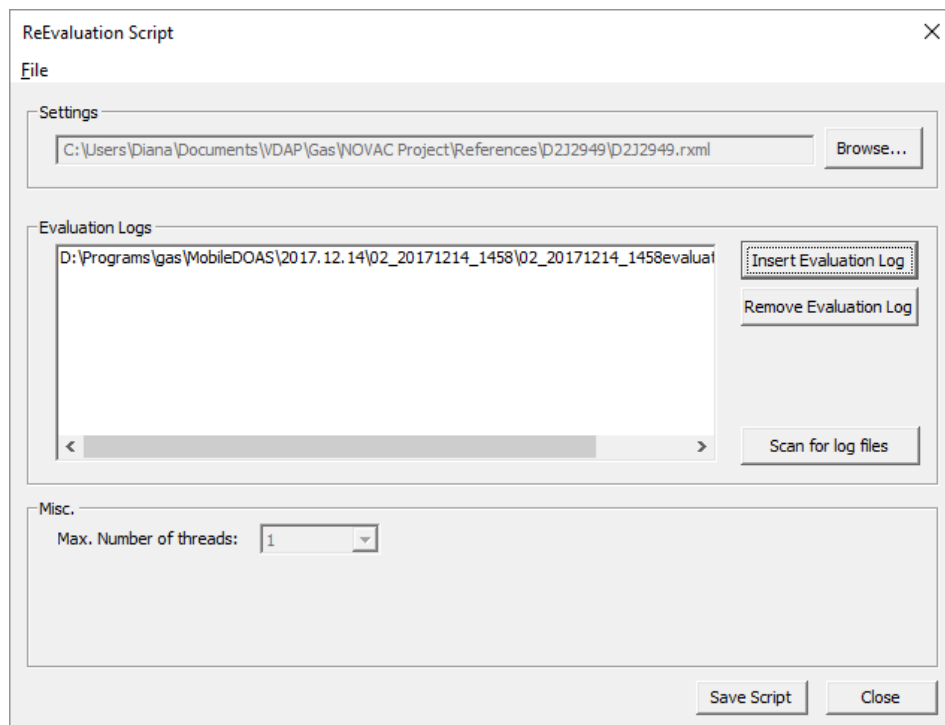 ReEvaluation Script
File
Settings
C:\Users\Diana\Documents\VDAP\Gas\NOVAC Project\References\D2J2949\D2J2949.rxml
Browse...
Evaluation Logs
D:\Programs\gas\MobileDOAS\2017.12.14\02_20171214_1458\02_20171214_1458evaluat
Insert Evaluation Log
Remove Evaluation Log
Scan for log files
Misc.
Max. Number of threads: 1
Save Script Close